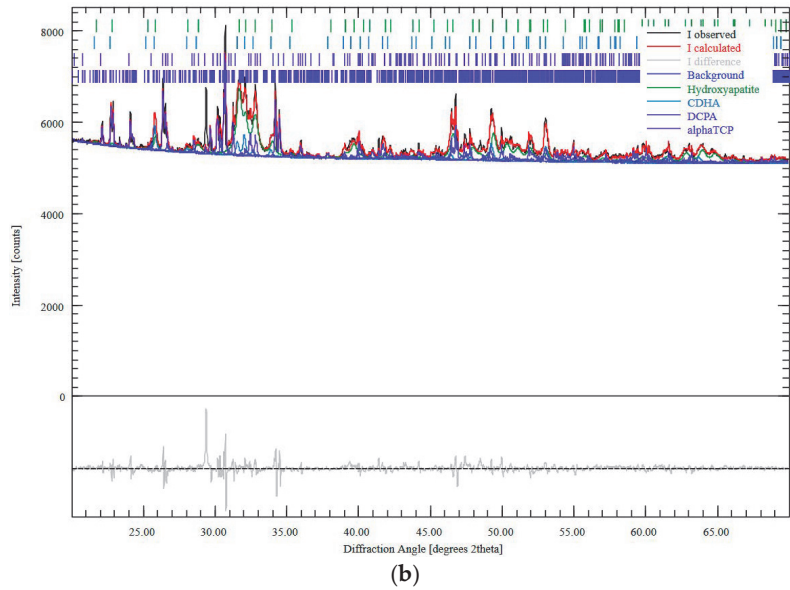 8000
6000
4000
2000
0
Intensity [counts]
I observed
I calculated
I difference
Background
Hydroxyapatite
CDHA
DCPA
alphaTCP
25.00 30.00 35.00 40.00 45.00 50.00 55.00 60.00 65.00
Diffraction Angle [degrees 2theta]
(b)